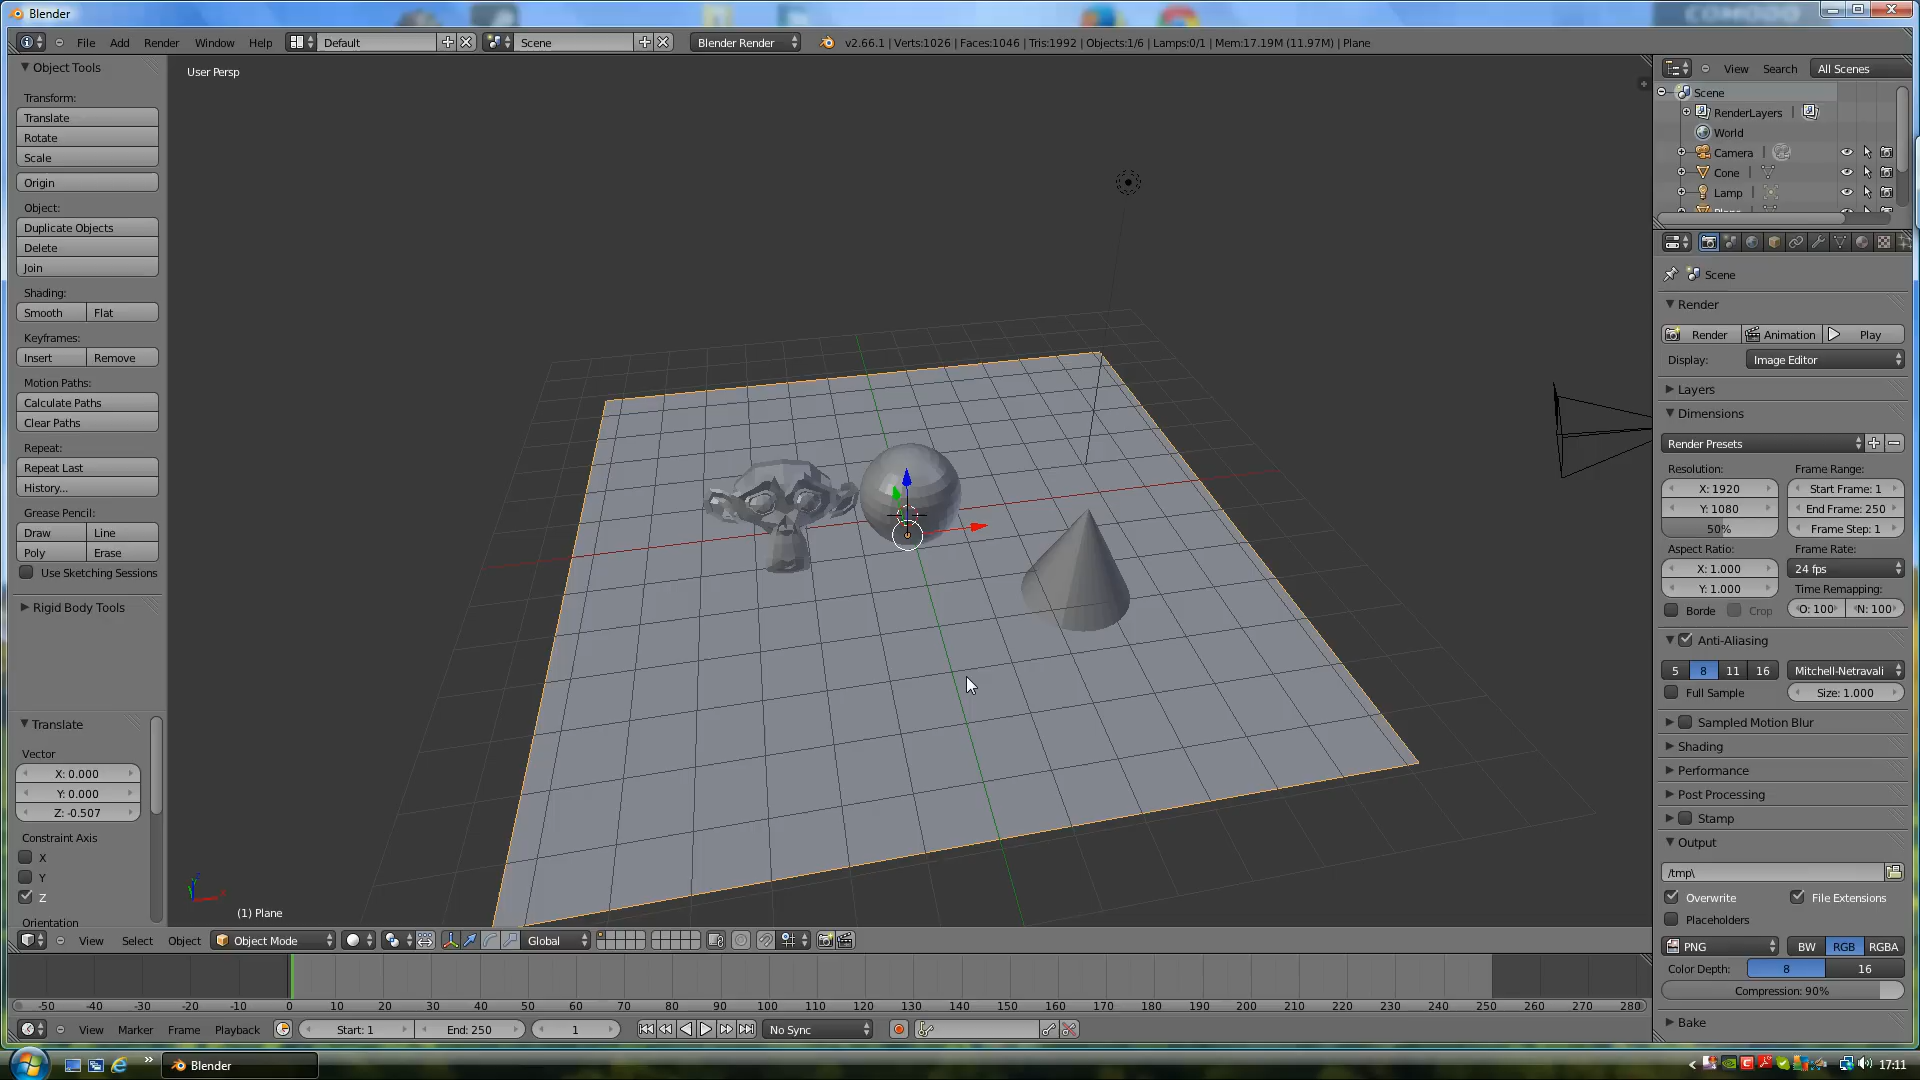 Blender
COMODO
File Add Render Window Help Default Scene Blender Render v2.66.1 | Verts:1026 | Faces:1046 | Tris:1992 | Objects:1/6 | Lamps:0/1 | Mem:17.19M (11.97M) | Plane
Object Tools
Transform:
Translate
Rotate
Scale
Origin
Object:
Duplicate Objects
Delete
Join
Shading:
Smooth Flat
Keyframes:
Insert Remove
Motion Paths:
Calculate Paths
Clear Paths
Repeat:
Repeat Last
History...
Grease Pencil:
Draw Line
Poly Erase
Use Sketching Sessions
Rigid Body Tools
Translate
Vector
X: 0.000
Y: 0.000
Z: -0.507
Constraint Axis
X
Y
Z
Orientation
User Persp
(1) Plane
View Select Object Object Mode Global
-50 -40 -30 -20 -10 0 10 20 30 40 50 60 70 80 90 100 110 120 130 140 150 160 170 180 190 200 210 220 230 240 250 260 270 280
View Marker Frame Playback Start: 1 End: 250 1 No Sync
View Search All Scenes
Scene
RenderLayers
World
Camera
Cone
Lamp
Scene
Render
Render Animation Play
Display: Image Editor
Layers
Dimensions
Render Presets
Resolution: Frame Range:
X: 1920 Start Frame: 1
Y: 1080 End Frame: 250
50% Frame Step: 1
Aspect Ratio: Frame Rate:
X: 1.000 24 fps
Y: 1.000 Time Remapping:
Borde Crop O: 100 N: 100
Anti-Aliasing
5 8 11 16 Mitchell-Netravali
Full Sample Size: 1.000
Sampled Motion Blur
Shading
Performance
Post Processing
Stamp
Output
/tmp\
Overwrite File Extensions
Placeholders
PNG BW RGB RGBA
Color Depth: 8 16
Compression: 90%
Bake
Blender
17:11